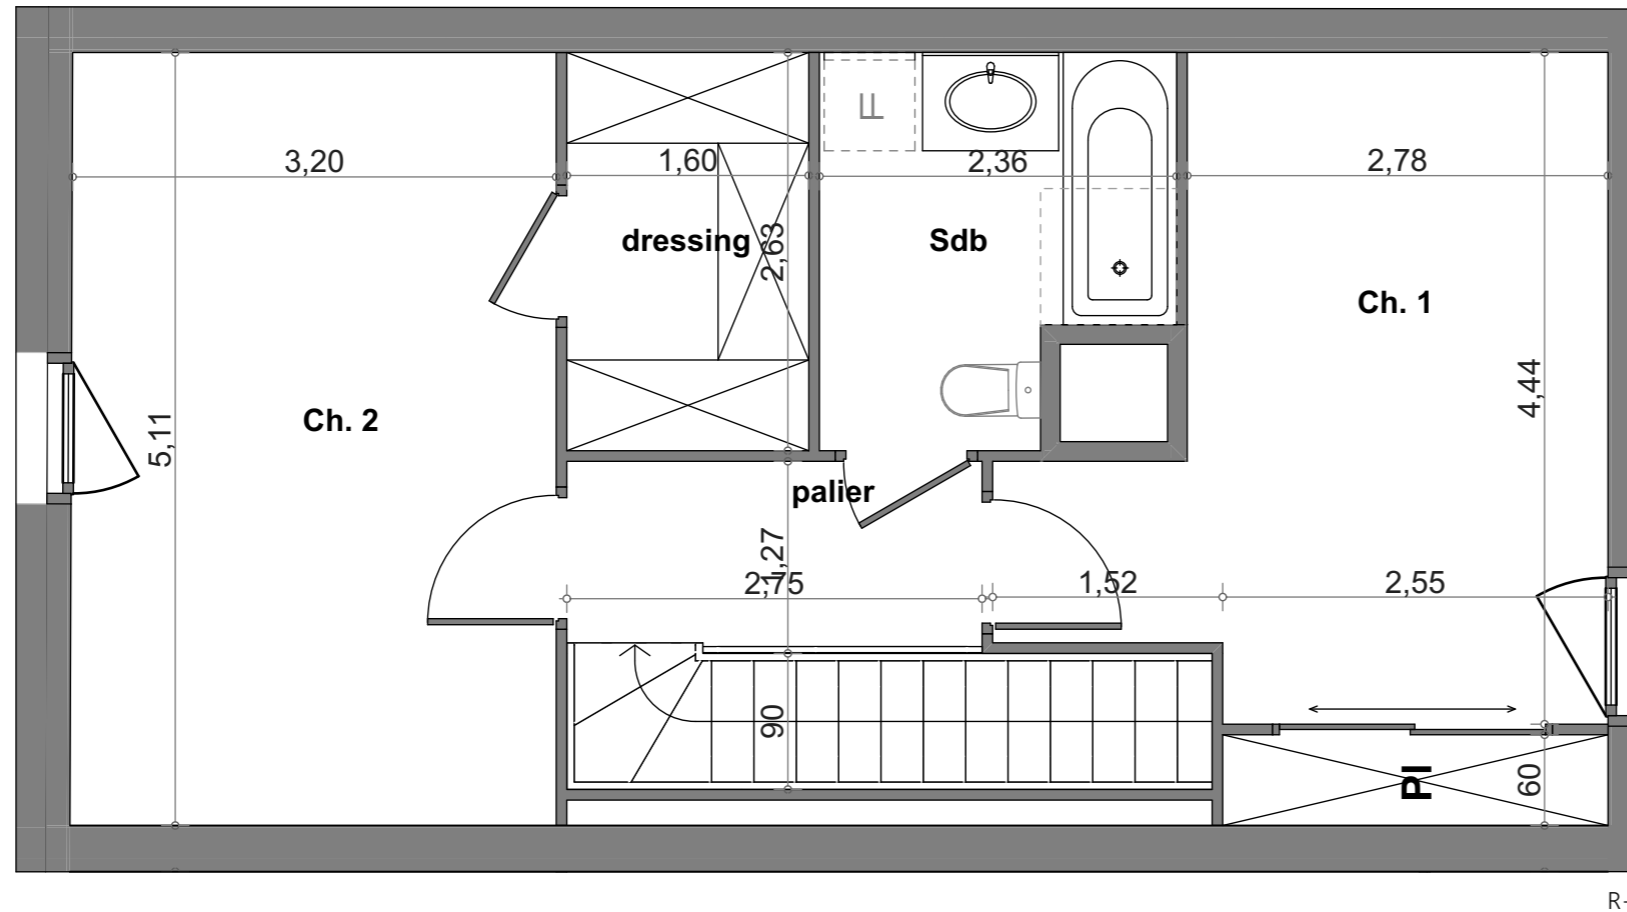 3,20
1,60
2,36
2,78
dressing
2,63
Sdb
Ch. 1
Ch. 2
5,11
4,44
palier
1,27
2,75
1,52
2,55
90
Pl
60